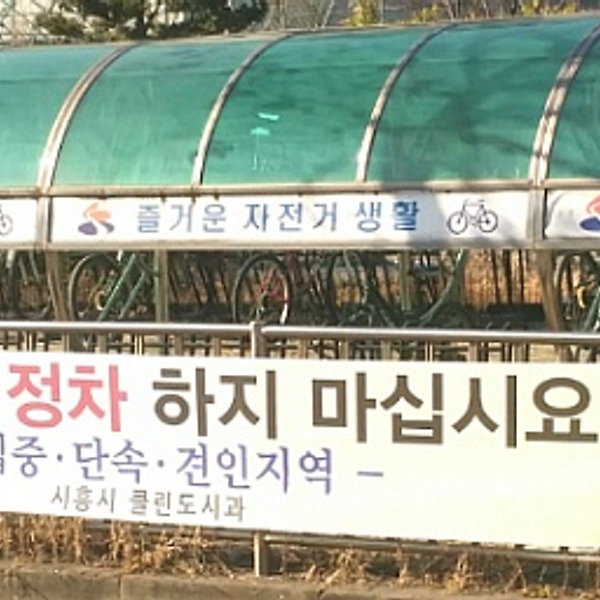 즐거운 자전거 생활
정차 하지 마십시요
집중·단속·견인지역 –
시흥시 클린도시과